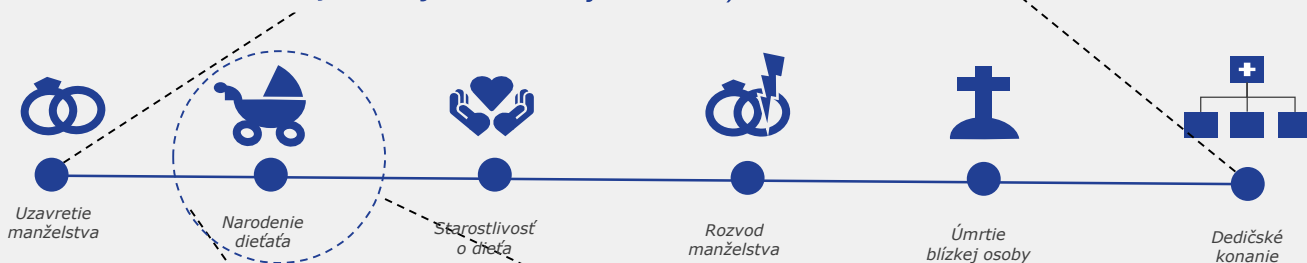 Uzavretie
manželstva
Narodenie
dieťaťa
Starostlivosť
o dieťa
Rozvod
manželstva
Úmrtie
blízkej osoby
Dedičské
konanie